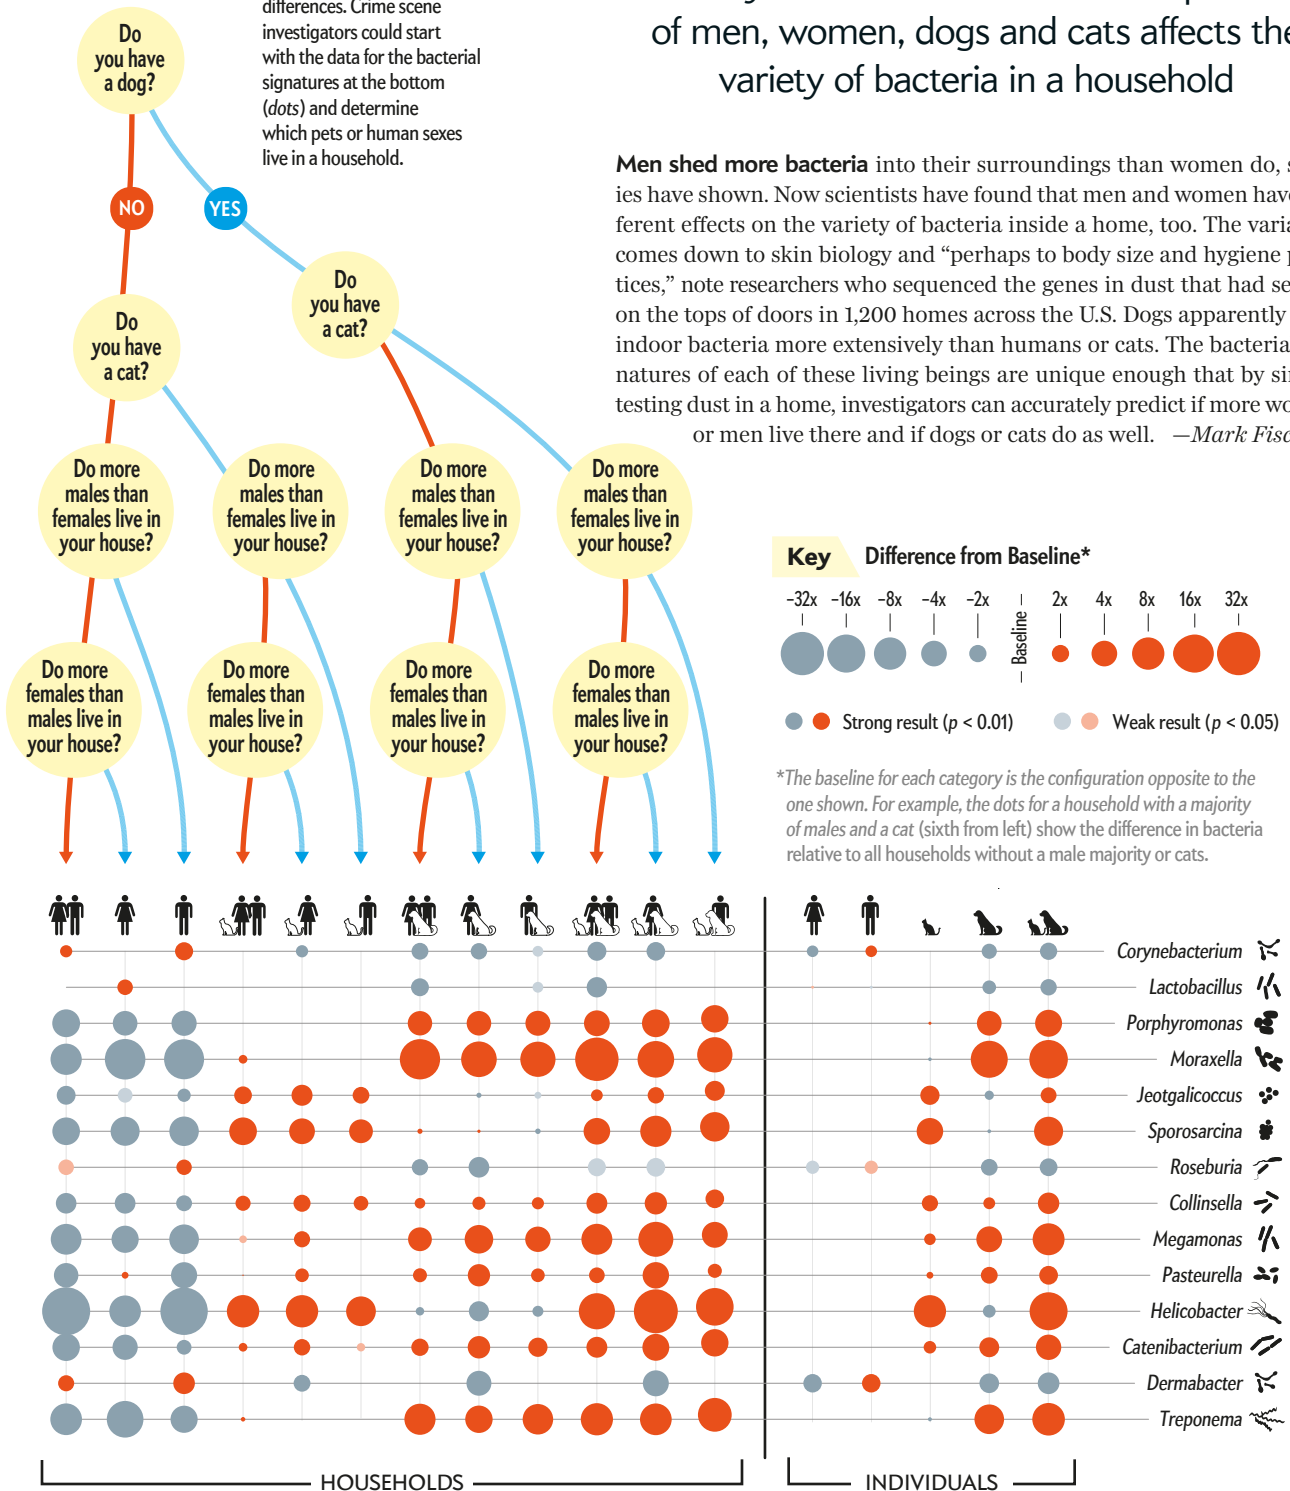 differences. Crime scene
investigators could start
with the data for the bacterial
signatures at the bottom
(dots) and determine
which pets or human sexes
live in a household.
of men, women, dogs and cats affects the
variety of bacteria in a household
Men shed more bacteria into their surroundings than women do, s
ies have shown. Now scientists have found that men and women have
ferent effects on the variety of bacteria inside a home, too. The varia
comes down to skin biology and “perhaps to body size and hygiene p
tices,” note researchers who sequenced the genes in dust that had se
on the tops of doors in 1,200 homes across the U.S. Dogs apparently
indoor bacteria more extensively than humans or cats. The bacteria
natures of each of these living beings are unique enough that by sin
testing dust in a home, investigators can accurately predict if more wo
or men live there and if dogs or cats do as well. —Mark Fisc
Do
you have
a dog?
NO
YES
Do
you have
a cat?
Do
you have
a cat?
Do more
males than
females live in
your house?
Do more
males than
females live in
your house?
Do more
males than
females live in
your house?
Do more
males than
females live in
your house?
Do more
females than
males live in
your house?
Do more
females than
males live in
your house?
Do more
females than
males live in
your house?
Do more
females than
males live in
your house?
Key Difference from Baseline*
–32x –16x –8x –4x –2x Baseline 2x 4x 8x 16x 32x
Strong result (p < 0.01) Weak result (p < 0.05)
*The baseline for each category is the configuration opposite to the
one shown. For example, the dots for a household with a majority
of males and a cat (sixth from left) show the difference in bacteria
relative to all households without a male majority or cats.
Corynebacterium
Lactobacillus
Porphyromonas
Moraxella
Jeotgalicoccus
Sporosarcina
Roseburia
Collinsella
Megamonas
Pasteurella
Helicobacter
Catenibacterium
Dermabacter
Treponema
HOUSEHOLDS
INDIVIDUALS